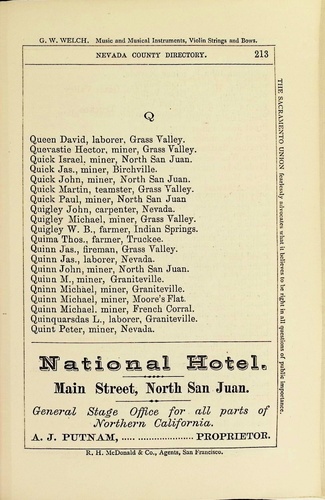 G. W. WELCH, Music and Musical Instruments, Violin Strings and Bows.
NEVADA COUNTY DIRECTORY. 213
Q
Queen David, laborer, Grass Valley.
Quevastie Hector, miner, Grass Valley.
Quick Israel, miner, North San Juan.
Quick Jas., miner, Birchville.
Quick John, miner, North San Juan.
Quick Martin, teamster, Grass Valley.
Quick Paul, miner, North San Juan
Quigley John, carpenter, Nevada.
Quigley Michael, miner, Grass Valley.
Quigley W. B., farmer, Indian Springs.
Quima Thos., farmer, Truckee.
Quinn Jas., fireman, Grass Valley.
Quinn Jas., laborer, Nevada.
Quinn John, miner, North San Juan.
Quinn M., miner, Graniteville.
Quinn Michael, miner, Graniteville.
Quinn Michael, miner, Moore's Flat.
Quinn Michael, miner. French Corral.
Quinquarsdas L., laborer, Graniteville.
Quint Peter, miner, Nevada.
National Hotel.
Main Street, North San Juan.
General Stage Office for all parts of
Northern California.
A. J. PUTNAM, ............................ PROPRIETOR.
R. H. McDonald & Co., Agents, San Francisco.
THE SACRAMENTO UNION fearlessly advocates what it believes to be right in all questions of public importance.